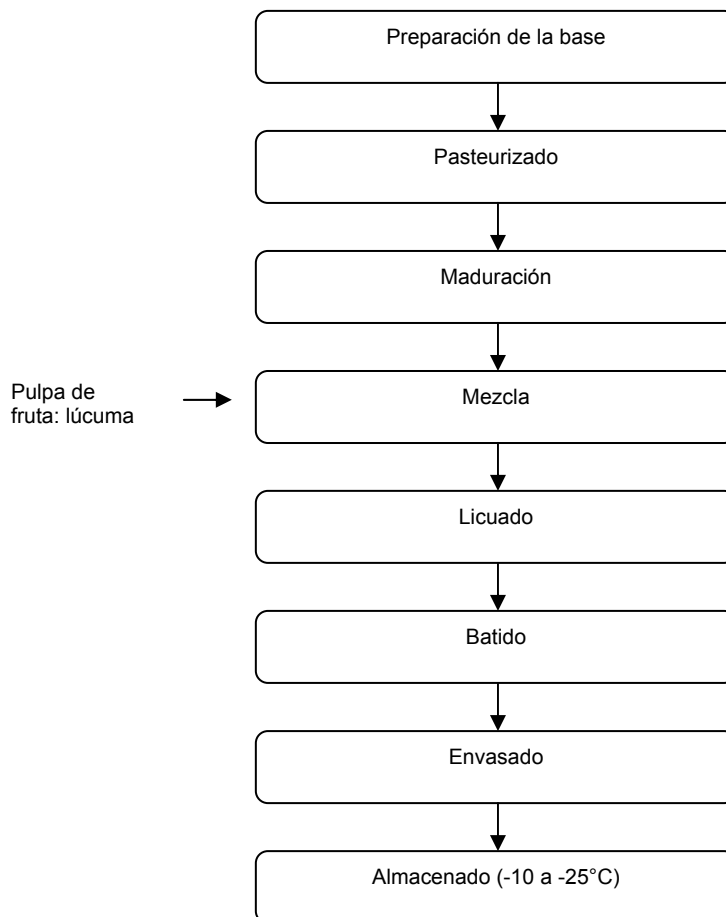 Preparación de la base
Pasteurizado
Maduración
Pulpa de
fruta: lúcuma
Mezcla
Licuado
Batido
Envasado
Almacenado (-10 a -25°C)